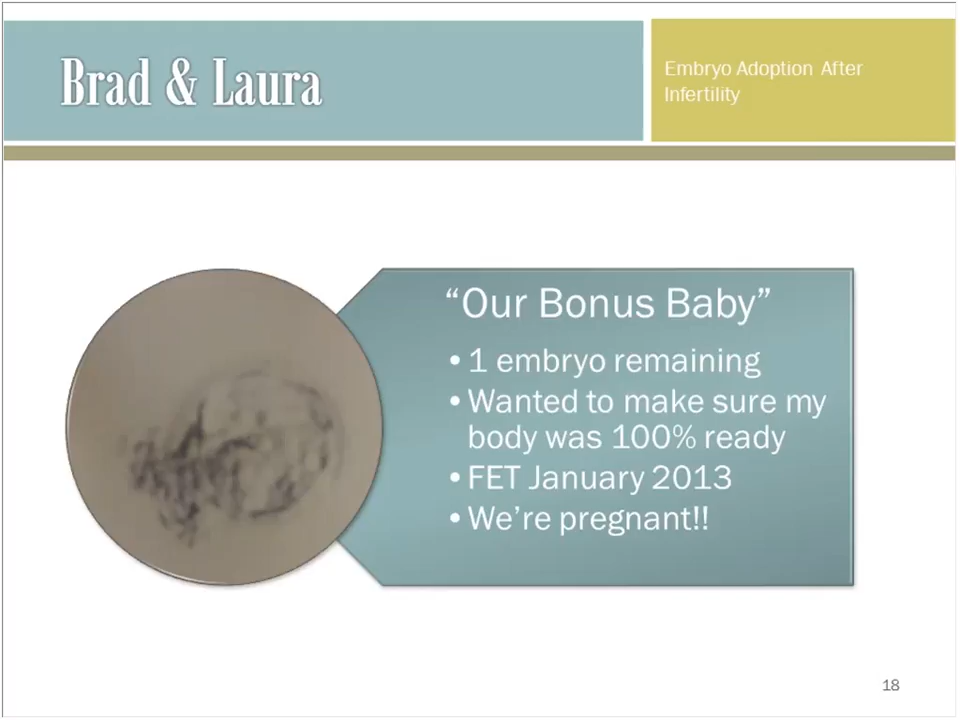 Brad & Laura
Embryo Adoption After
Infertility
“Our Bonus Baby”
• 1 embryo remaining
• Wanted to make sure my
body was 100% ready
• FET January 2013
• We’re pregnant!!
18